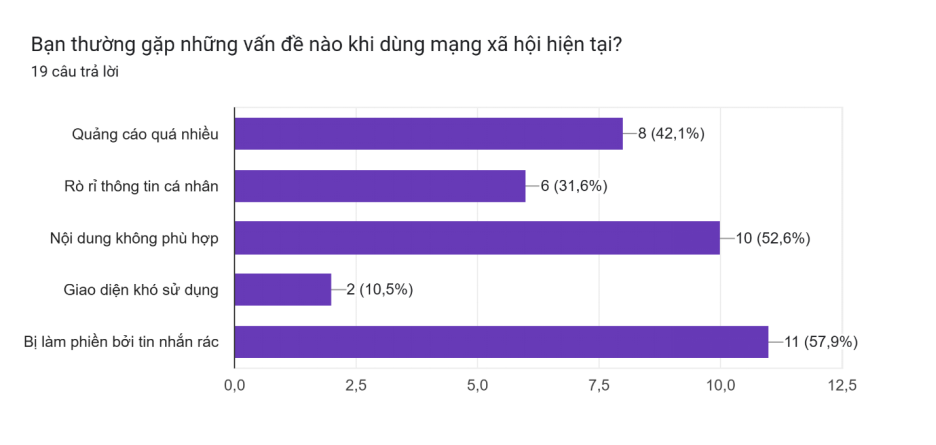 Bạn thường gặp những vấn đề nào khi dùng mạng xã hội hiện tại?
19 câu trả lời
Quảng cáo quá nhiều
8 (42,1%)
Rò rỉ thông tin cá nhân
6 (31,6%)
Nội dung không phù hợp
10 (52,6%)
Giao diện khó sử dụng
2 (10,5%)
Bị làm phiền bởi tin nhắn rác
11 (57,9%)
0,0 2,5 5,0 7,5 10,0 12,5